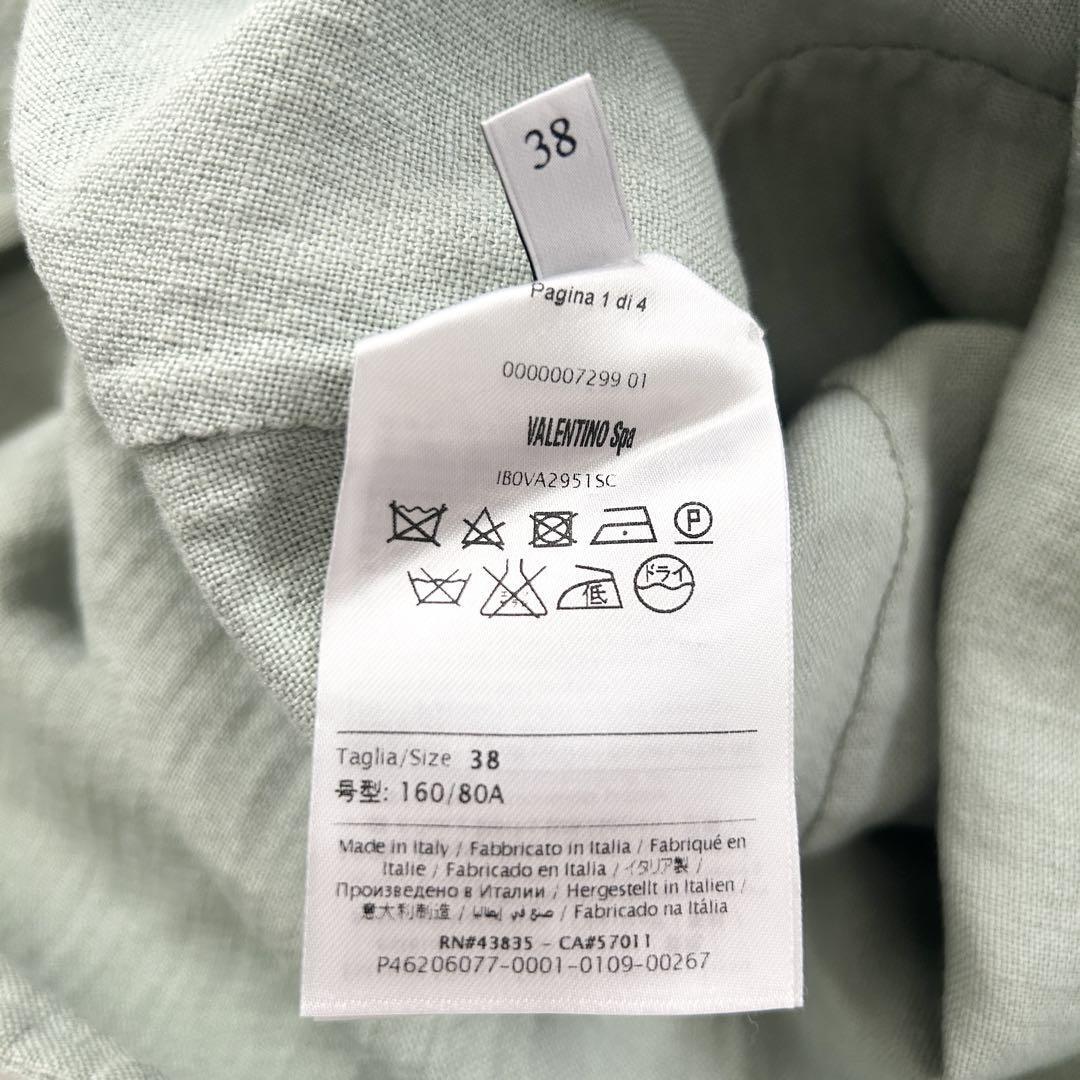 38
Pagina 1 di 4
0000007299 01
VALENTINO Spa
IB0VA2951SC
P
低 ドライ
Taglia/Size 38
号型: 160/80A
Made in Italy / Fabbricato in Italia / Fabriqué en
Italie / Fabricado en Italia / イタリア製 /
Произведено в Италии / Hergestellt in Italien /
意大利制造 / صنع في إيطاليا / Fabricado na Itália
RN#43835 - CA#57011
P46206077-0001-0109-00267